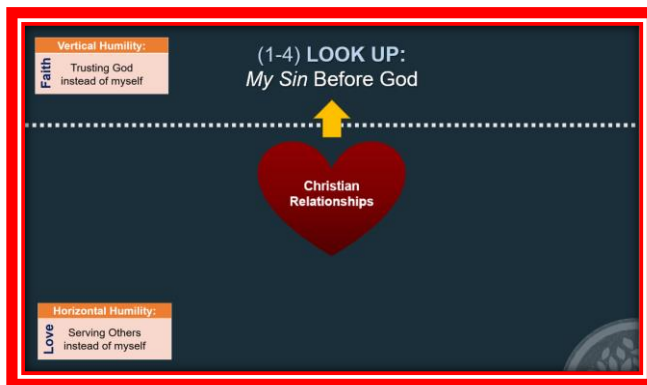 Vertical Humility:
Faith
Trusting God
instead of myself
(1-4) LOOK UP:
My Sin Before God
Christian
Relationships
Horizontal Humility:
Love
Serving Others
instead of myself